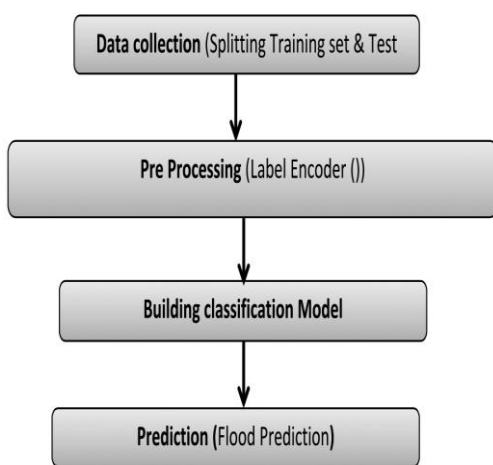 Data collection (Splitting Training set & Test
Pre Processing (Label Encoder ())
Building classification Model
Prediction (Flood Prediction)